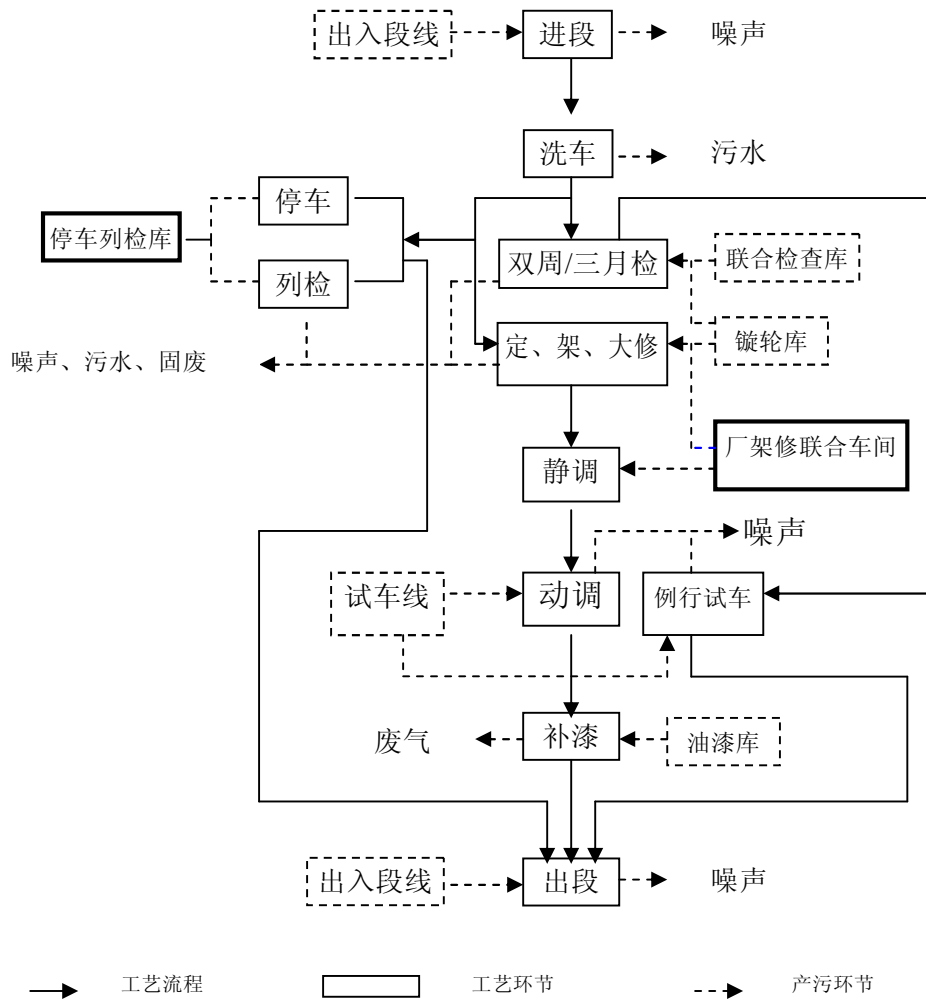 出入段线
进段
噪声
洗车
污水
停车
停车列检库
双周/三月检
联合检查库
列检
定、架、大修
镟轮库
噪声、污水、固废
厂架修联合车间
静调
噪声
试车线
动调
例行试车
废气
补漆
油漆库
出入段线
出段
噪声
工艺流程
工艺环节
产污环节